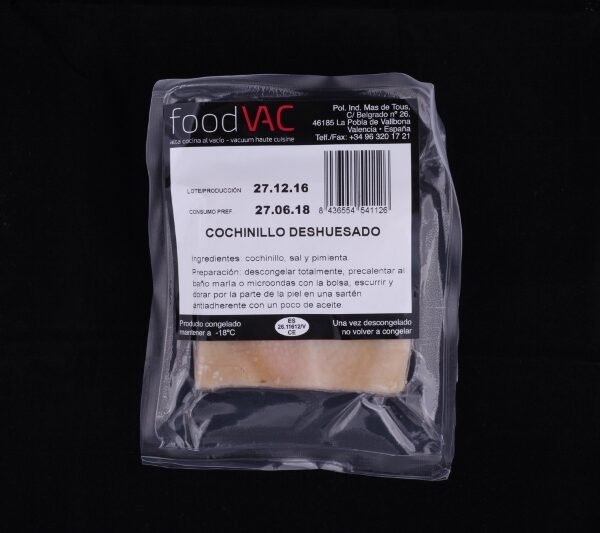 foodVAC
alta cocina al vacío - vacuum haute cuisine
Pol. Ind. Mas de Tous,
C/ Belgrado nº 26.
46185 La Pobla de Vallbona
Valencia • España
Telf./Fax: +34 96 320 17 21
LOTE/PRODUCCIÓN 27.12.16
CONSUMO PREF. 27.06.18
8 436554 541126
COCHINILLO DESHUESADO
Ingredientes: cochinillo, sal y pimienta.
Preparación: descongelar totalmente, precalentar al
baño maría o microondas con la bolsa, escurrir y
dorar por la parte de la piel en una sartén
antiadherente con un poco de aceite.
Produdo congelado
mantener a -18ºC
ES
26.11612/V
CE
Una vez descongelado
no volver a congelar